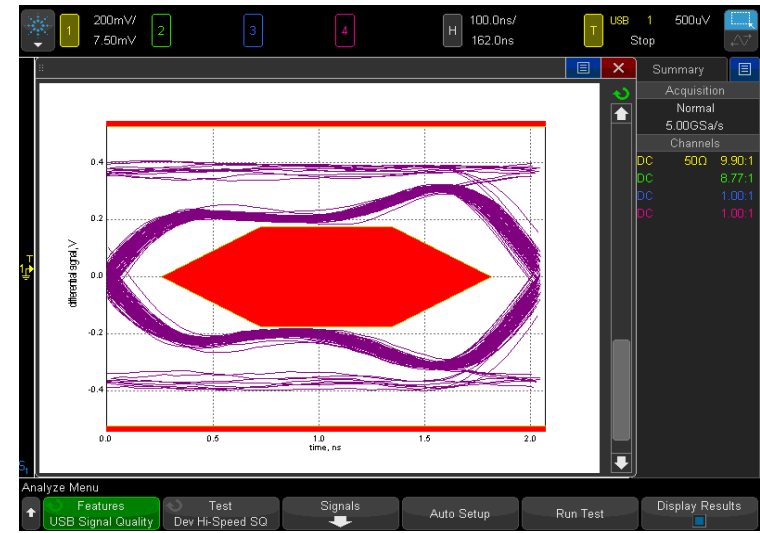 1 200mV/ 2 3 4 H 100.0ns/ T USB 1 500uV
7.50mV 162.0ns Stop
Summary
Acquisition
Normal
5.00GSa/s
Channels
DC 50Ω 9.90:1
DC 8.77:1
DC 1.00:1
DC 1.00:1
T
1
differential signal, V
0.4
0.2
0.0
-0.2
-0.4
0.0 0.5 1.0 1.5 2.0
time, ns
Analyze Menu
Features Test Signals Auto Setup Run Test Display Results
USB Signal Quality Dev Hi-Speed SQ